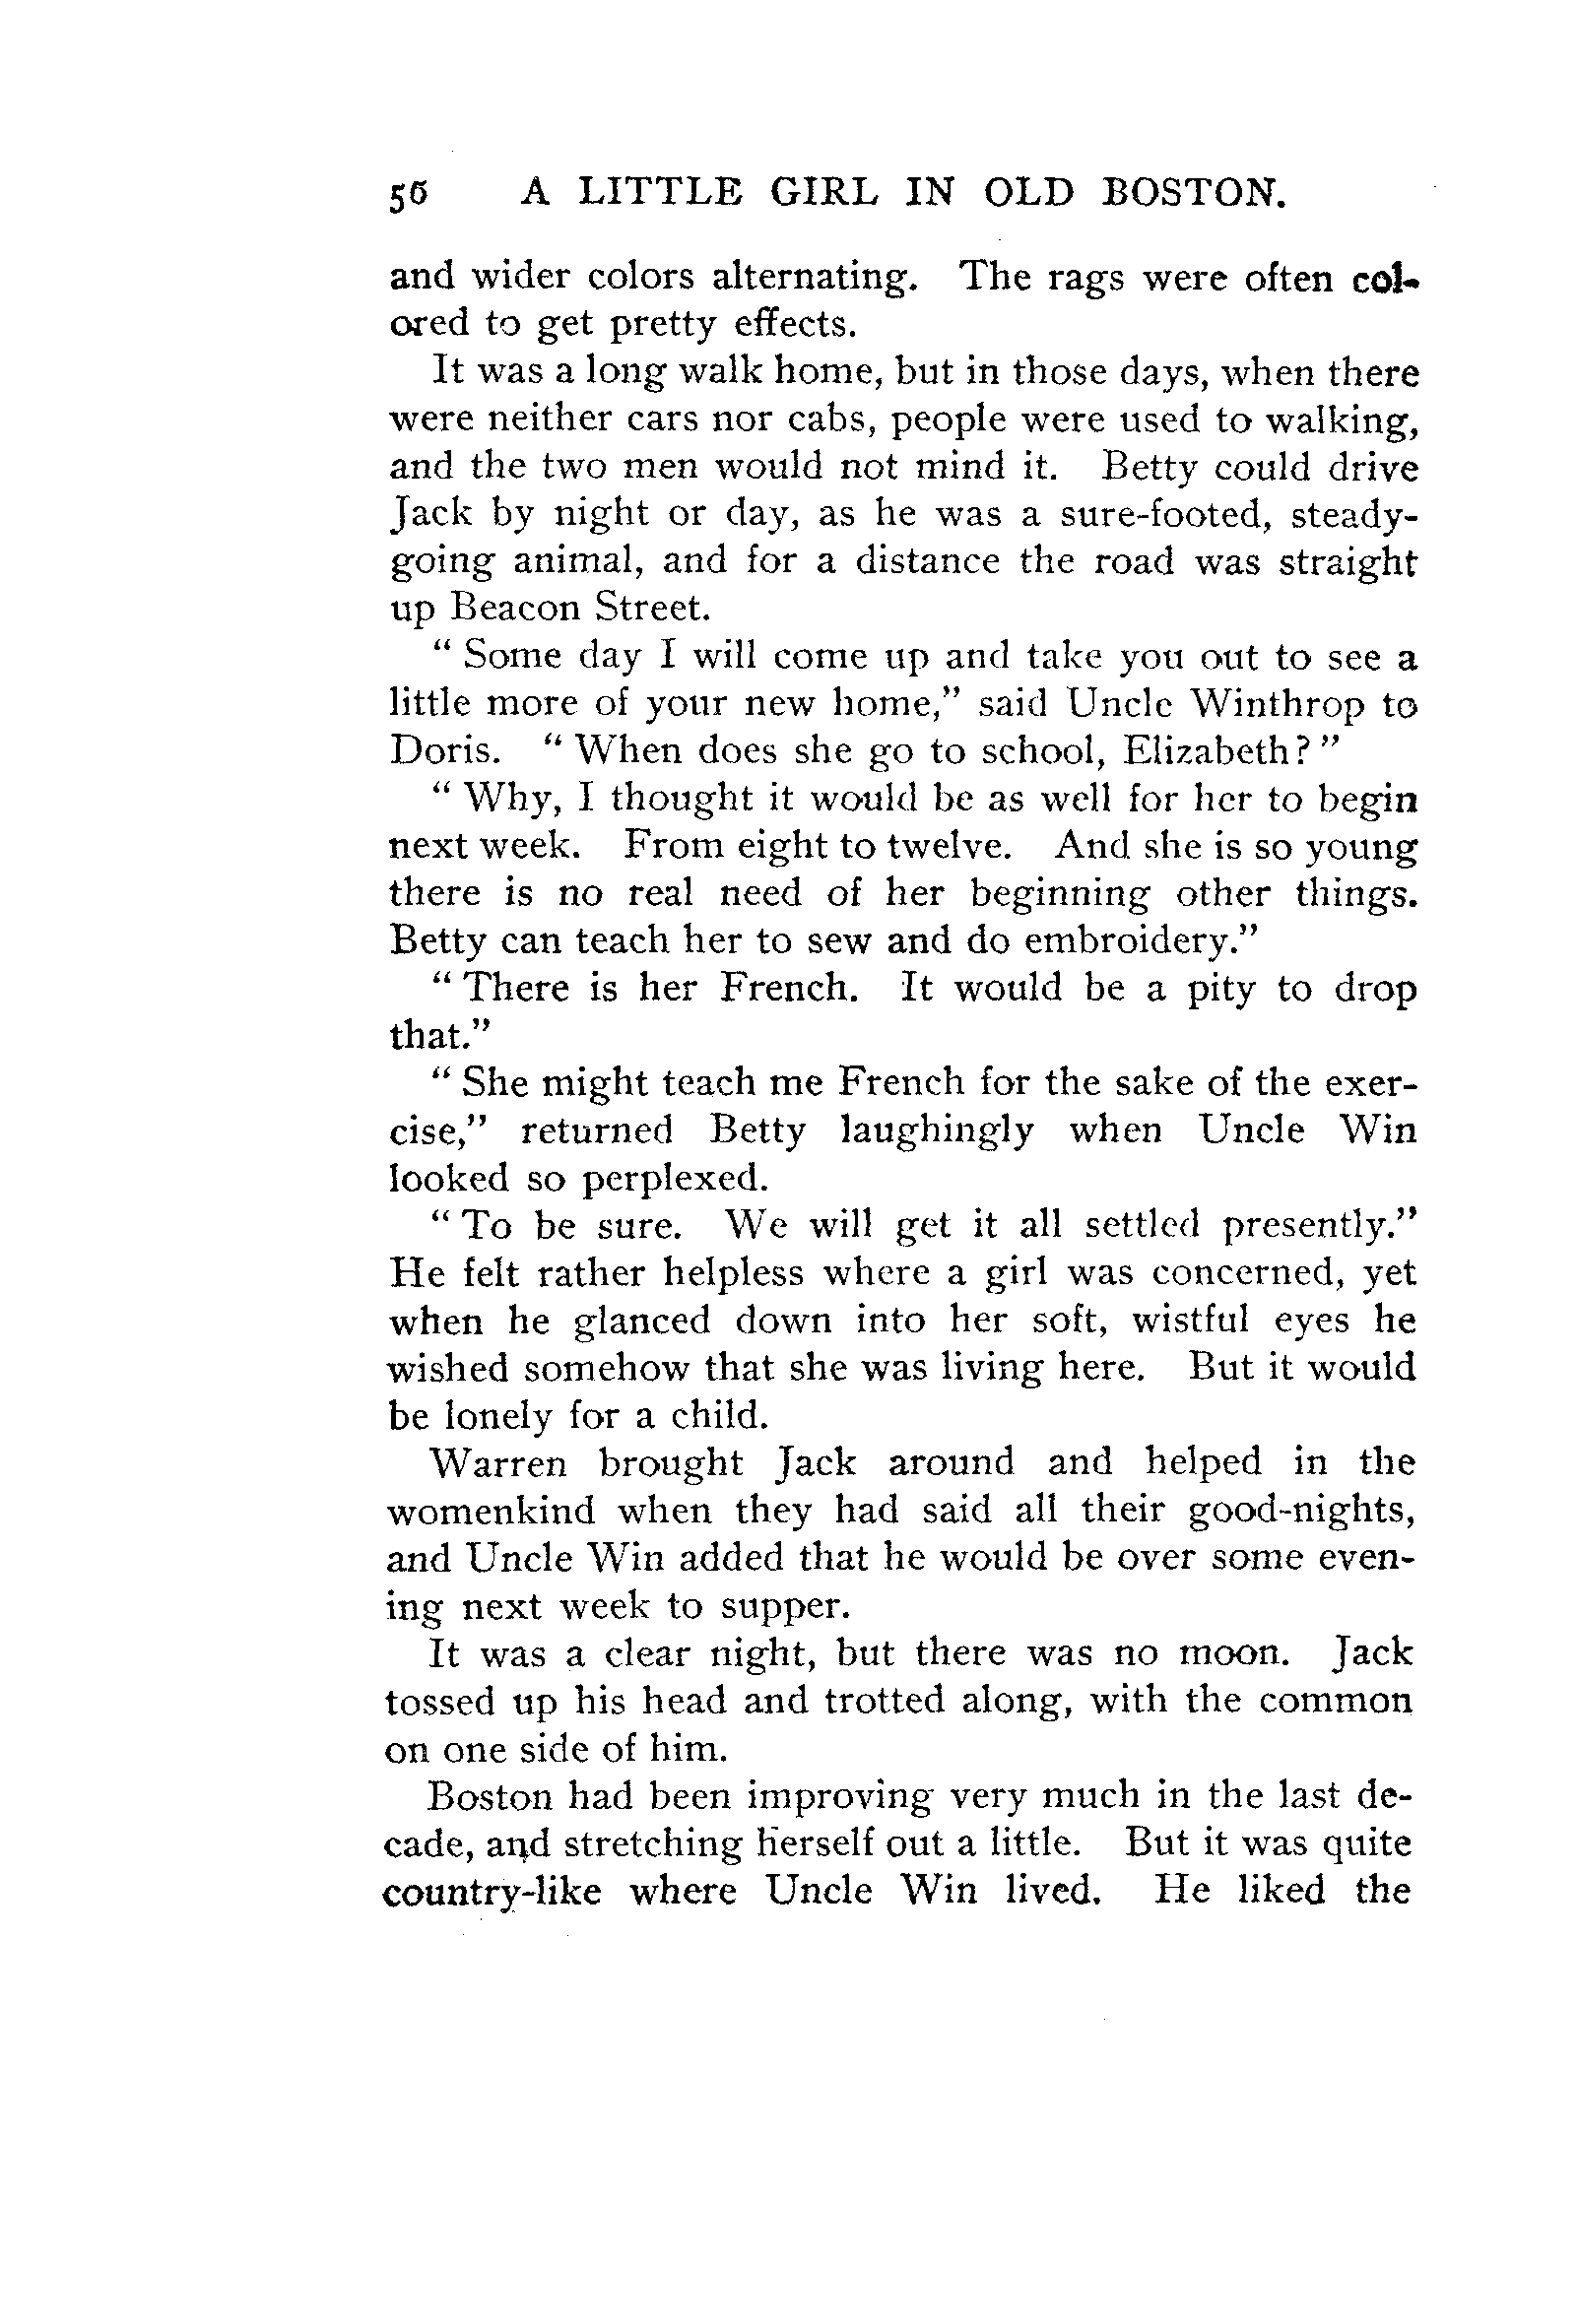 56 A LITTLE GIRL IN OLD BOSTON.
and wider colors alternating. The rags were often col-
ored to get pretty effects.
It was a long walk home, but in those days, when there
were neither cars nor cabs, people were used to walking,
and the two men would not mind it. Betty could drive
Jack by night or day, as he was a sure-footed, steady-
going animal, and for a distance the road was straight
up Beacon Street.
“ Some day I will come up and take you out to see a
little more of your new home,” said Uncle Winthrop to
Doris. “ When does she go to school, Elizabeth? ”
“ Why, I thought it would be as well for her to begin
next week. From eight to twelve. And she is so young
there is no real need of her beginning other things.
Betty can teach her to sew and do embroidery.”
“ There is her French. It would be a pity to drop
that.”
“ She might teach me French for the sake of the exer-
cise,” returned Betty laughingly when Uncle Win
looked so perplexed.
“ To be sure. We will get it all settled presently.”
He felt rather helpless where a girl was concerned, yet
when he glanced down into her soft, wistful eyes he
wished somehow that she was living here. But it would
be lonely for a child.
Warren brought Jack around and helped in the
womenkind when they had said all their good-nights,
and Uncle Win added that he would be over some even-
ing next week to supper.
It was a clear night, but there was no moon. Jack
tossed up his head and trotted along, with the common
on one side of him.
Boston had been improving very much in the last de-
cade, and stretching herself out a little. But it was quite
country-like where Uncle Win lived. He liked the